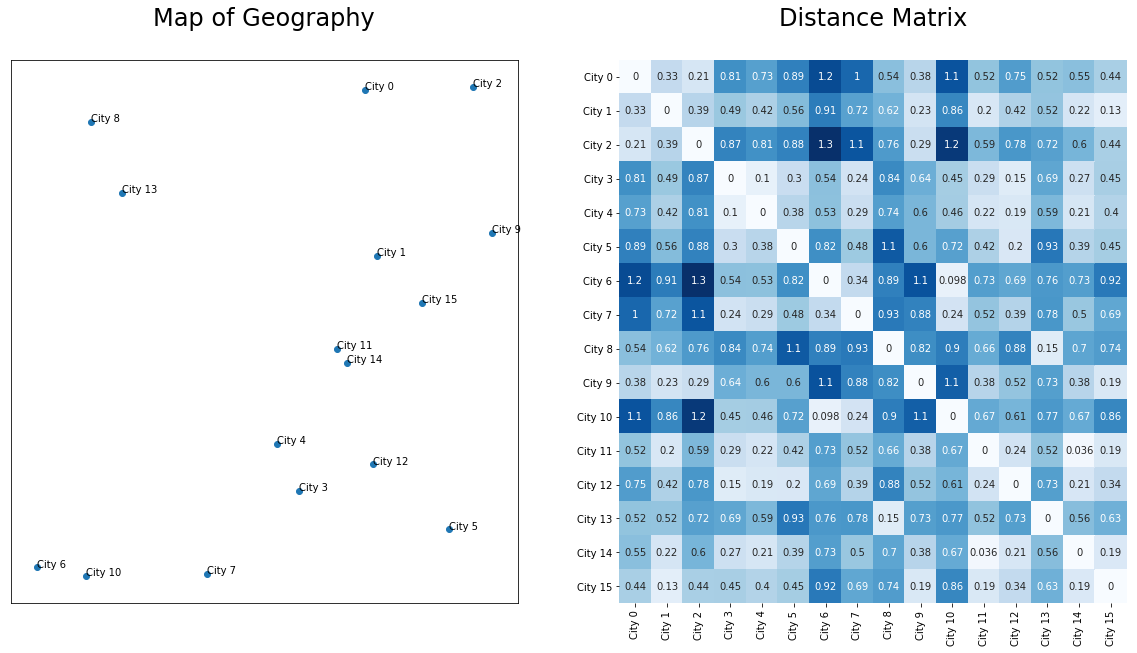 Map of Geography
City 0
City 2
City 8
City 13
City 9
City 1
City 15
City 11
City 14
City 4
City 12
City 3
City 5
City 6
City 10
City 7
Distance Matrix
City 0 0 0.33 0.21 0.81 0.73 0.89 1.2 1 0.54 0.38 1.1 0.52 0.75 0.52 0.55 0.44
City 1 0.33 0 0.39 0.49 0.42 0.56 0.91 0.72 0.62 0.23 0.86 0.2 0.42 0.52 0.22 0.13
City 2 0.21 0.39 0 0.87 0.81 0.88 1.3 1.1 0.76 0.29 1.2 0.59 0.78 0.72 0.6 0.44
City 3 0.81 0.49 0.87 0 0.1 0.3 0.54 0.24 0.84 0.64 0.45 0.29 0.15 0.69 0.27 0.45
City 4 0.73 0.42 0.81 0.1 0 0.38 0.53 0.29 0.74 0.6 0.46 0.22 0.19 0.59 0.21 0.4
City 5 0.89 0.56 0.88 0.3 0.38 0 0.82 0.48 1.1 0.6 0.72 0.42 0.2 0.93 0.39 0.45
City 6 1.2 0.91 1.3 0.54 0.53 0.82 0 0.34 0.89 1.1 0.098 0.73 0.69 0.76 0.73 0.92
City 7 1 0.72 1.1 0.24 0.29 0.48 0.34 0 0.93 0.88 0.24 0.52 0.39 0.78 0.5 0.69
City 8 0.54 0.62 0.76 0.84 0.74 1.1 0.89 0.93 0 0.82 0.9 0.66 0.88 0.15 0.7 0.74
City 9 0.38 0.23 0.29 0.64 0.6 0.6 1.1 0.88 0.82 0 1.1 0.38 0.52 0.73 0.38 0.19
City 10 1.1 0.86 1.2 0.45 0.46 0.72 0.098 0.24 0.9 1.1 0 0.67 0.61 0.77 0.67 0.86
City 11 0.52 0.2 0.59 0.29 0.22 0.42 0.73 0.52 0.66 0.38 0.67 0 0.24 0.52 0.036 0.19
City 12 0.75 0.42 0.78 0.15 0.19 0.2 0.69 0.39 0.88 0.52 0.61 0.24 0 0.73 0.21 0.34
City 13 0.52 0.52 0.72 0.69 0.59 0.93 0.76 0.78 0.15 0.73 0.77 0.52 0.73 0 0.56 0.63
City 14 0.55 0.22 0.6 0.27 0.21 0.39 0.73 0.5 0.7 0.38 0.67 0.036 0.21 0.56 0 0.19
City 15 0.44 0.13 0.44 0.45 0.4 0.45 0.92 0.69 0.74 0.19 0.86 0.19 0.34 0.63 0.19 0
City 0 City 1 City 2 City 3 City 4 City 5 City 6 City 7 City 8 City 9 City 10 City 11 City 12 City 13 City 14 City 15